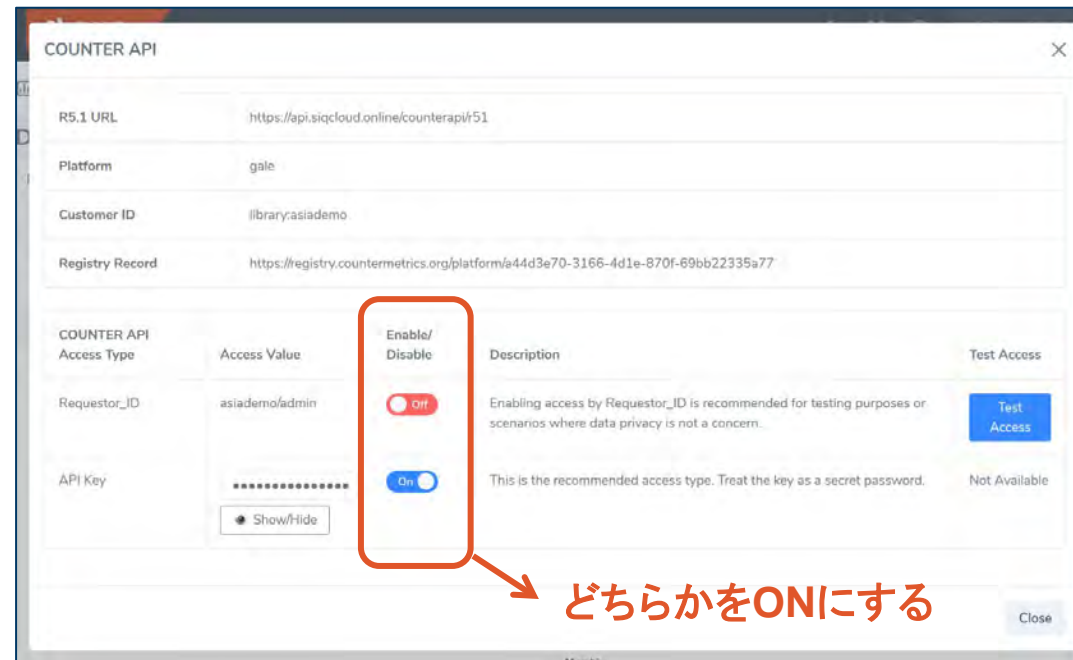 COUNTER API
R5.1 URL https://api.siqcloud.online/counterapi/r51
Platform gale
Customer ID library:asiademo
Registry Record https://registry.countermetrics.org/platform/a44d3e70-3166-4d1e-870f-69bb22335a77
COUNTER API
Access Type
Access Value
Enable/
Disable
Description
Test Access
Requestor_ID
asiademo/admin
Off
Enabling access by Requestor_ID is recommended for testing purposes or
scenarios where data privacy is not a concern.
Test
Access
API Key
•••••••••••••••
On
This is the recommended access type. Treat the key as a secret password.
Not Available
Show/Hide
どちらかをONにする
Close